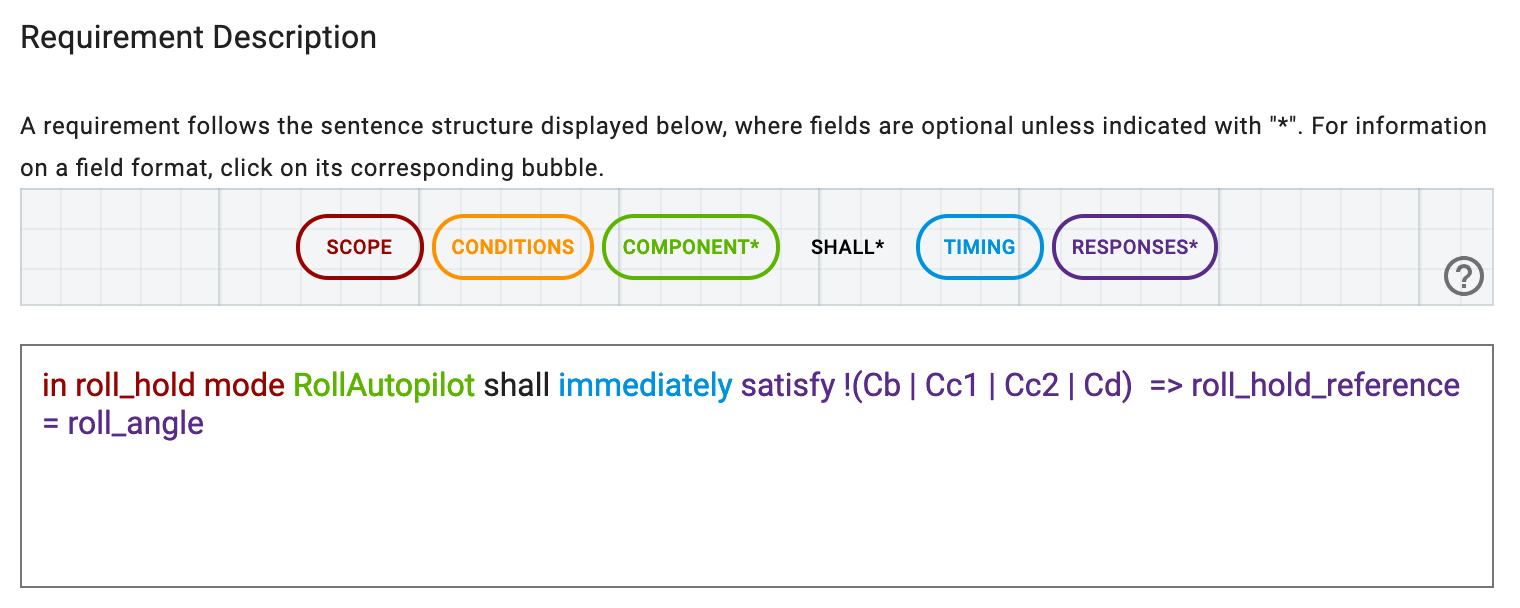 Requirement Description
A requirement follows the sentence structure displayed below, where fields are optional unless indicated with "*". For information
on a field format, click on its corresponding bubble.
SCOPE CONDITIONS COMPONENT* SHALL* TIMING RESPONSES*
?
in roll_hold mode RollAutopilot shall immediately satisfy !(Cb | Cc1 | Cc2 | Cd)  => roll_hold_reference
= roll_angle